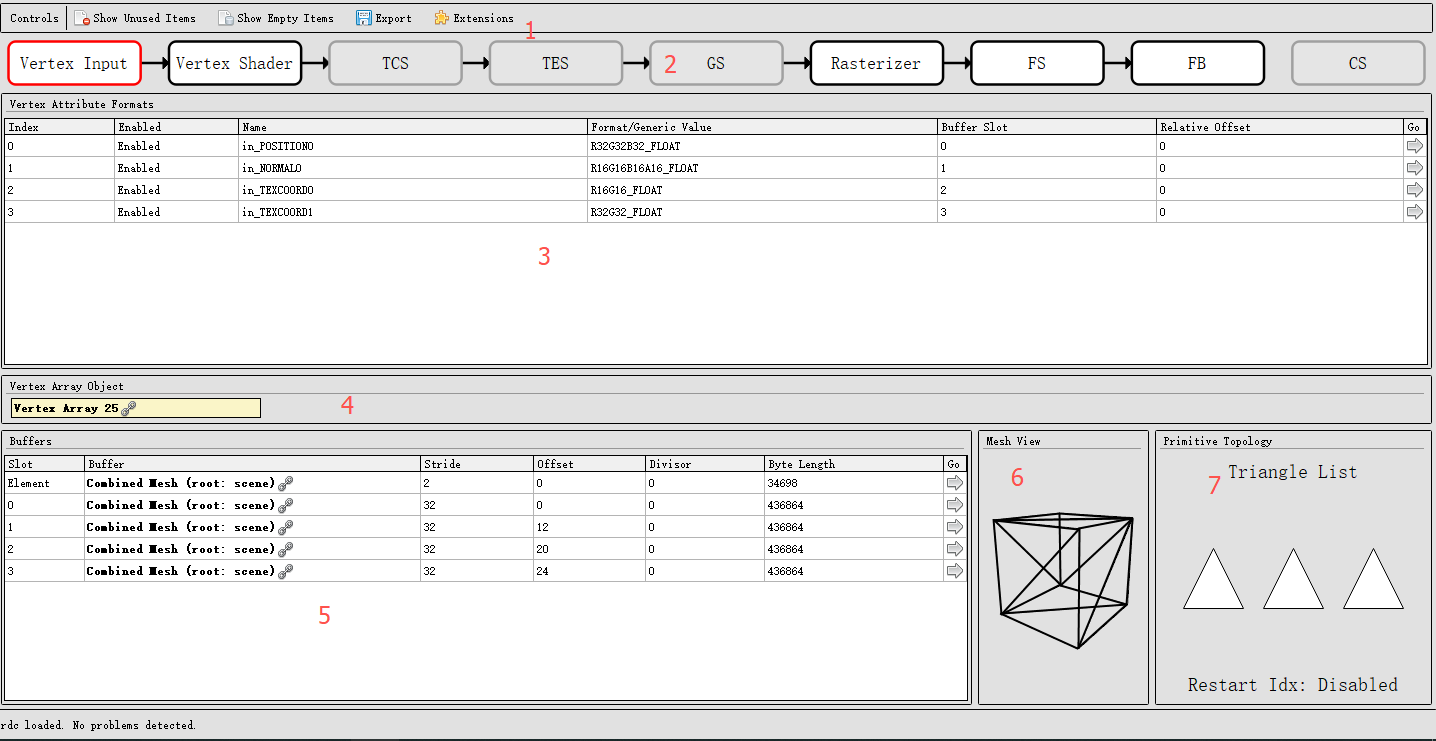 Controls Show Unused Items Show Empty Items Export Extensions
1
Vertex Input Vertex Shader TCS TES 2 GS Rasterizer FS FB CS
Vertex Attribute Formats
Index Enabled Name Format/Generic Value Buffer Slot Relative Offset Go
0 Enabled in_POSITION0 R32G32B32_FLOAT 0 0
1 Enabled in_NORMAL0 R16G16B16A16_FLOAT 1 0
2 Enabled in_TEXCOORD0 R16G16_FLOAT 2 0
3 Enabled in_TEXCOORD1 R32G32_FLOAT 3 0
3
Vertex Array Object
Vertex Array 25 4
Buffers
Slot Buffer Stride Offset Divisor Byte Length Go
Element Combined Mesh (root: scene) 2 0 0 34698
0 Combined Mesh (root: scene) 32 0 0 436864
1 Combined Mesh (root: scene) 32 12 0 436864
2 Combined Mesh (root: scene) 32 20 0 436864
3 Combined Mesh (root: scene) 32 24 0 436864
5
Mesh View
6
Primitive Topology
7 Triangle List
Restart Idx: Disabled
rdc loaded. No problems detected.